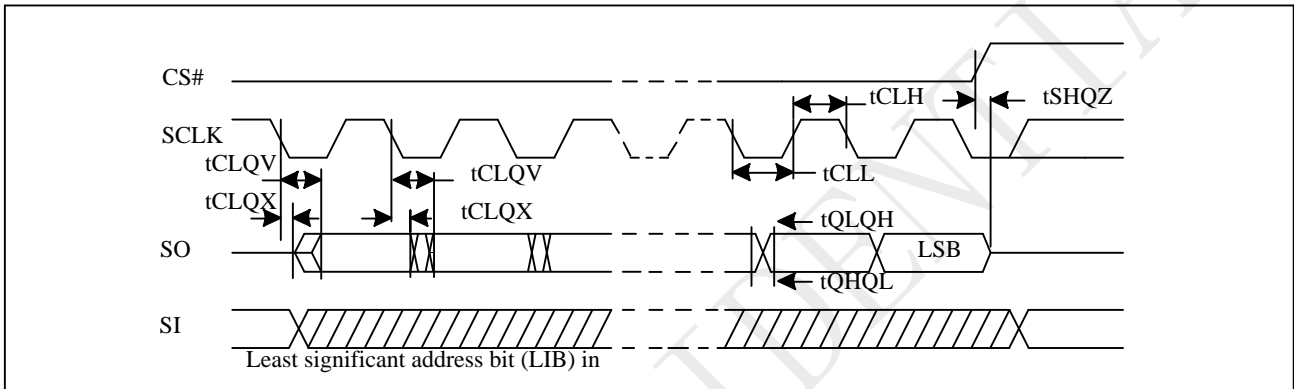 CS#
tCLH
tSHQZ
SCLK
tCLQV
tCLQV
tCLL
tCLQX
tCLQX
tQLQH
SO
LSB
tQHQL
SI
Least significant address bit (LIB) in